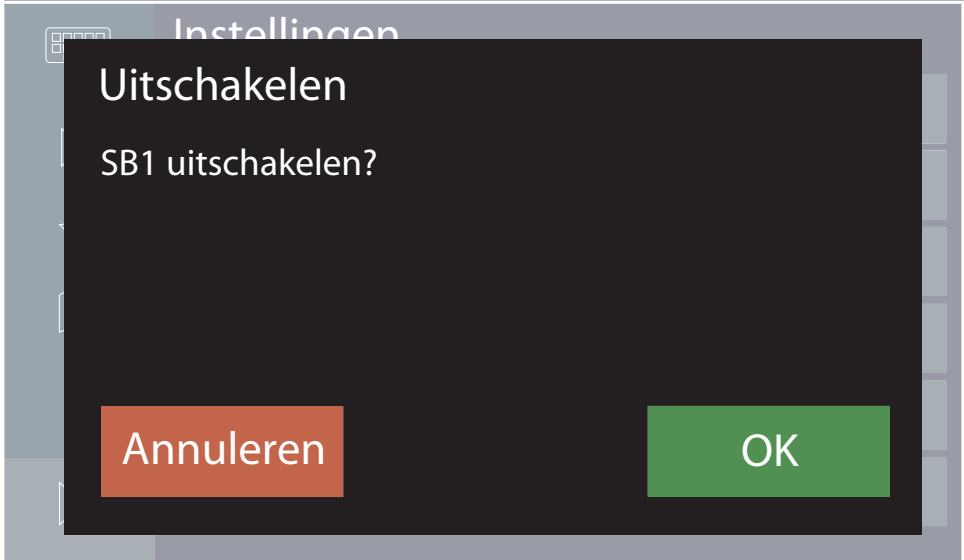 Instellingen
Uitschakelen
SB1 uitschakelen?
Annuleren
OK